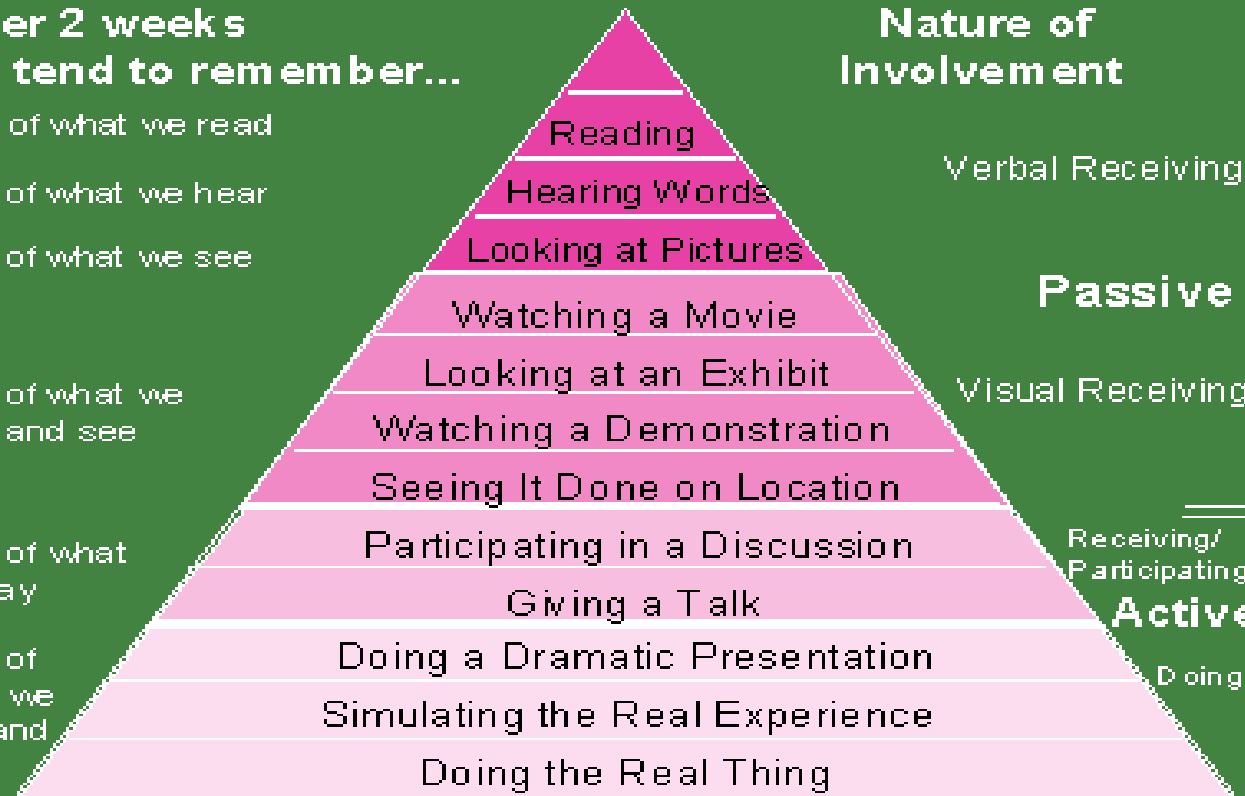 er 2 weeks
tend to remember...
of what we read
of what we hear
of what we see
of what we
and see
of what
ay
of
we
and
Reading
Hearing Words
Looking at Pictures
Watching a Movie
Looking at an Exhibit
Watching a Demonstration
Seeing It Done on Location
Participating in a Discussion
Giving a Talk
Doing a Dramatic Presentation
Simulating the Real Experience
Doing the Real Thing
Nature of
Involvement
Verbal Receiving
Passive
Visual Receiving
Receiving/
Participating
Active
Doing